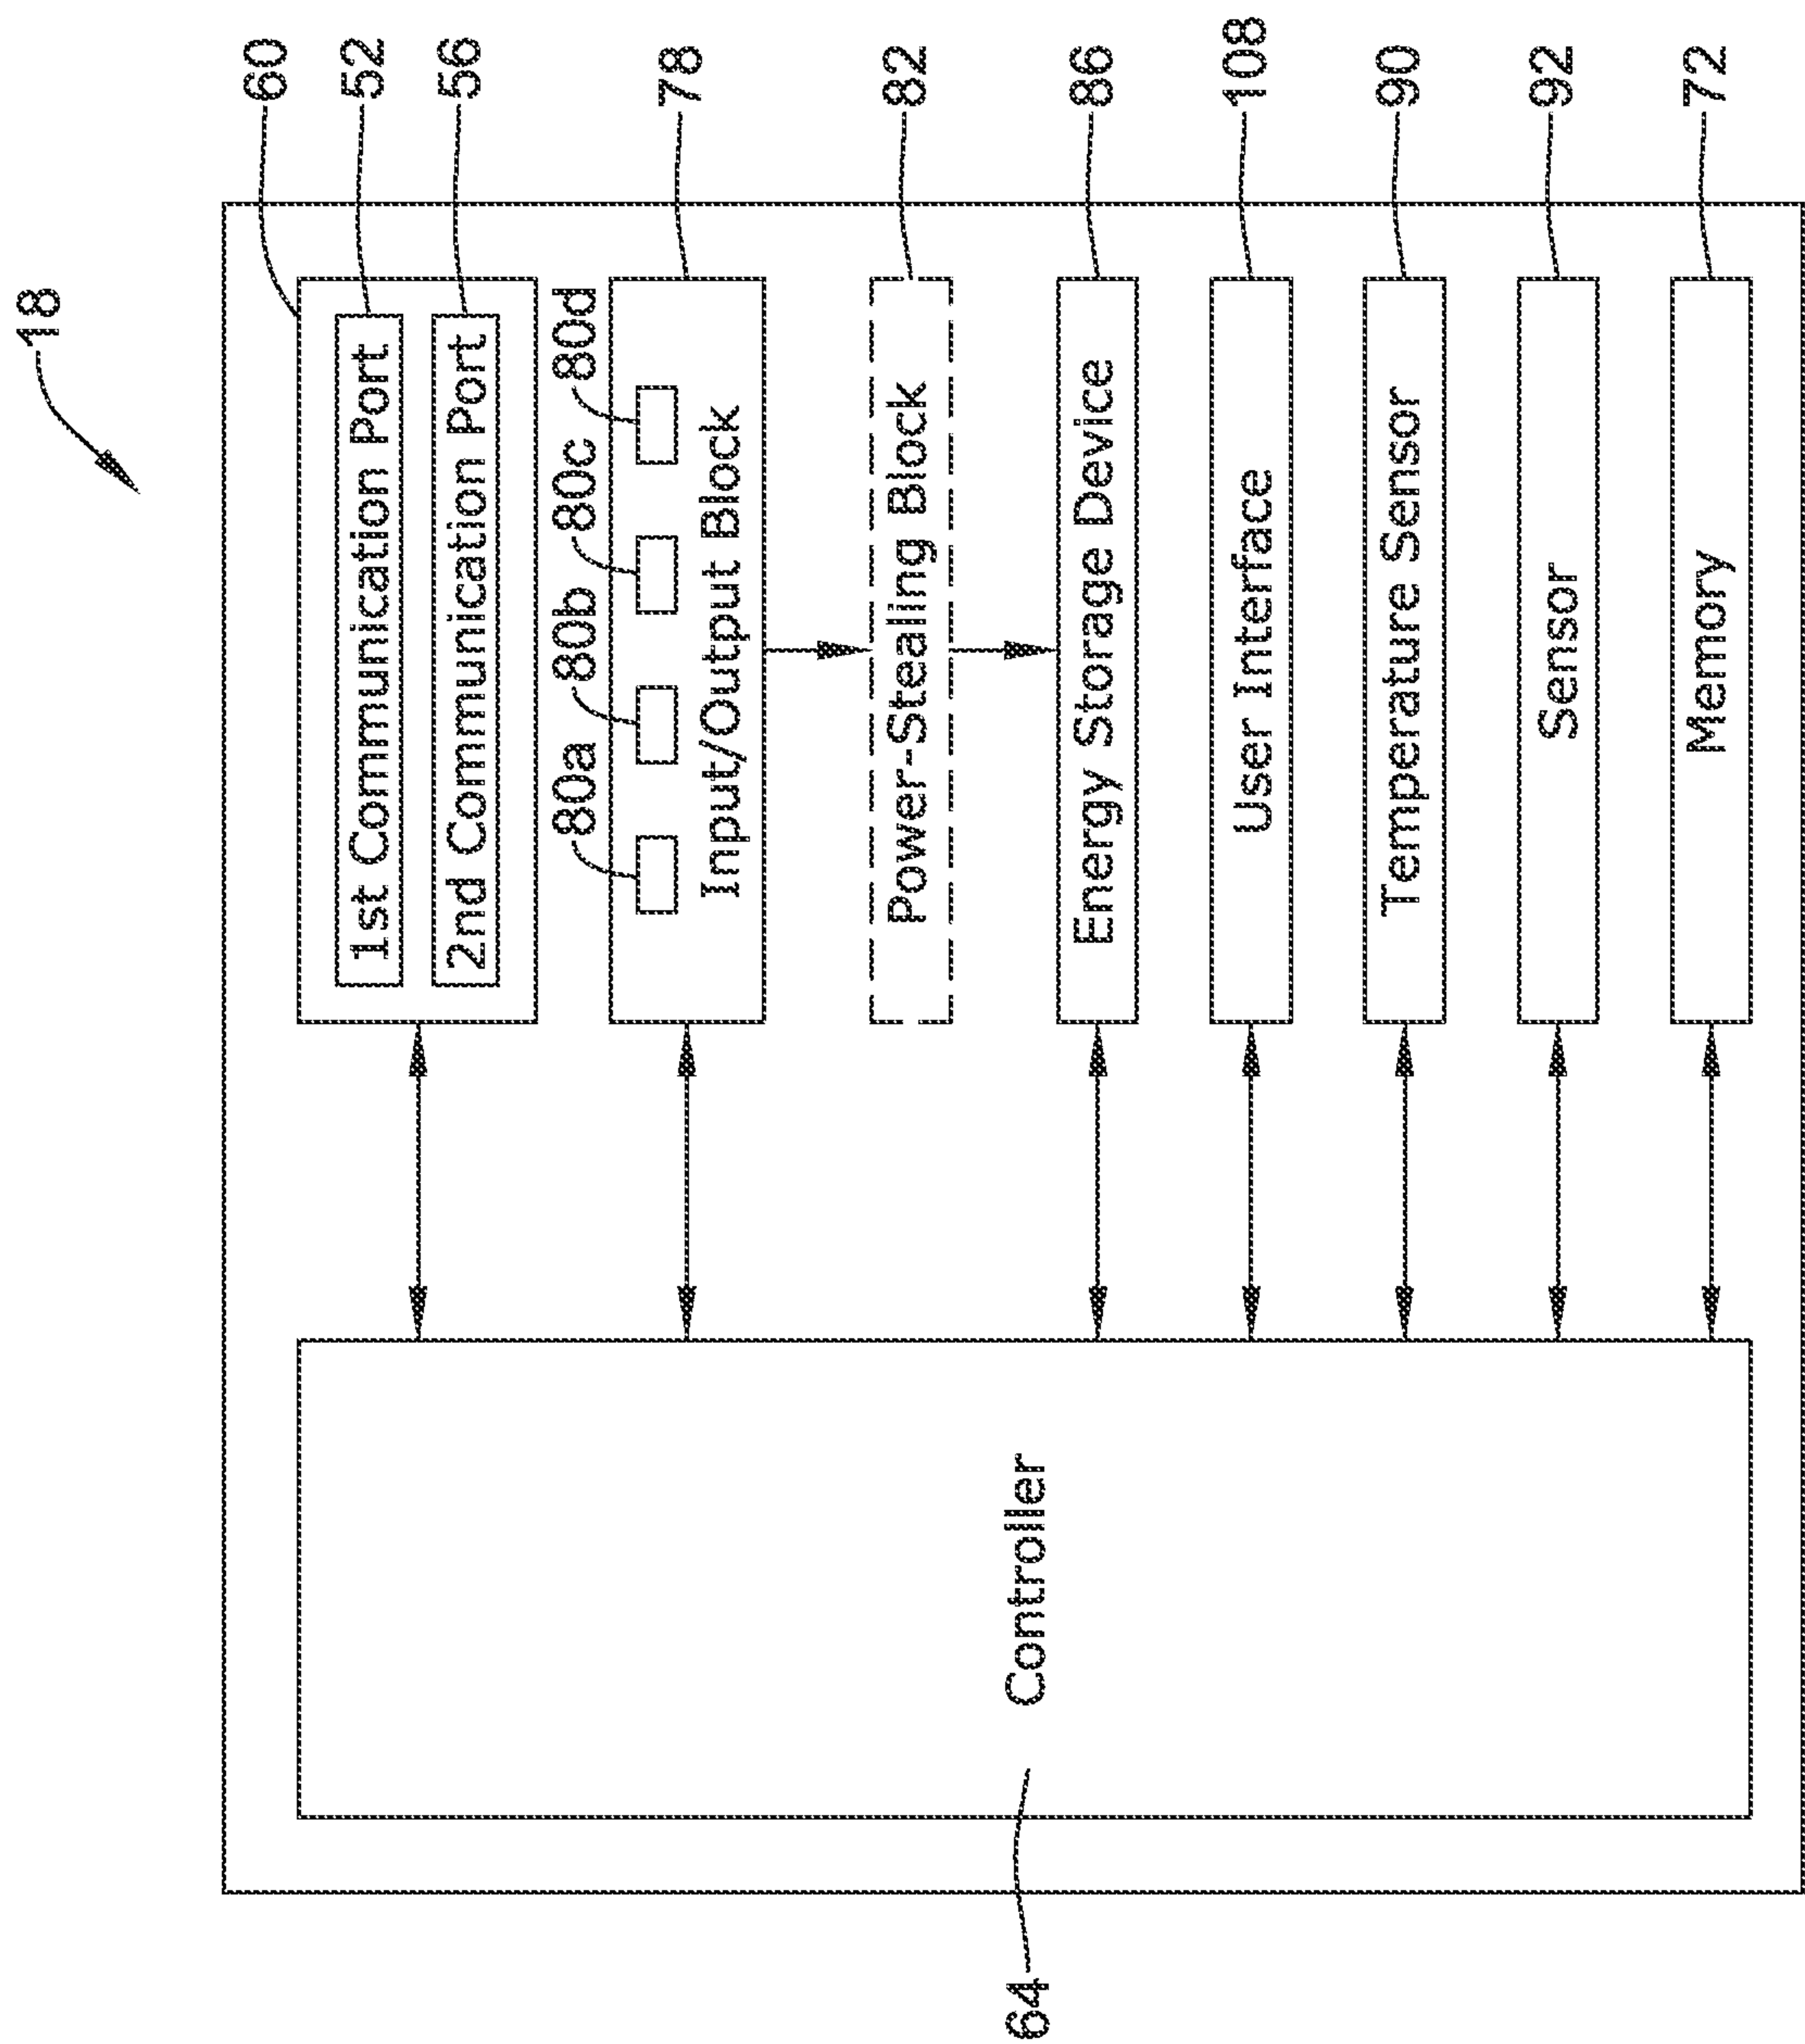 18
60
52
56
78
82
86
108
90
92
72
1st Communication Port
2nd Communication Port
80a
80b
80c
80d
Input/Output Block
Power-Stealing Block
Energy Storage Device
User Interface
Temperature Sensor
Sensor
Memory
Controller
64